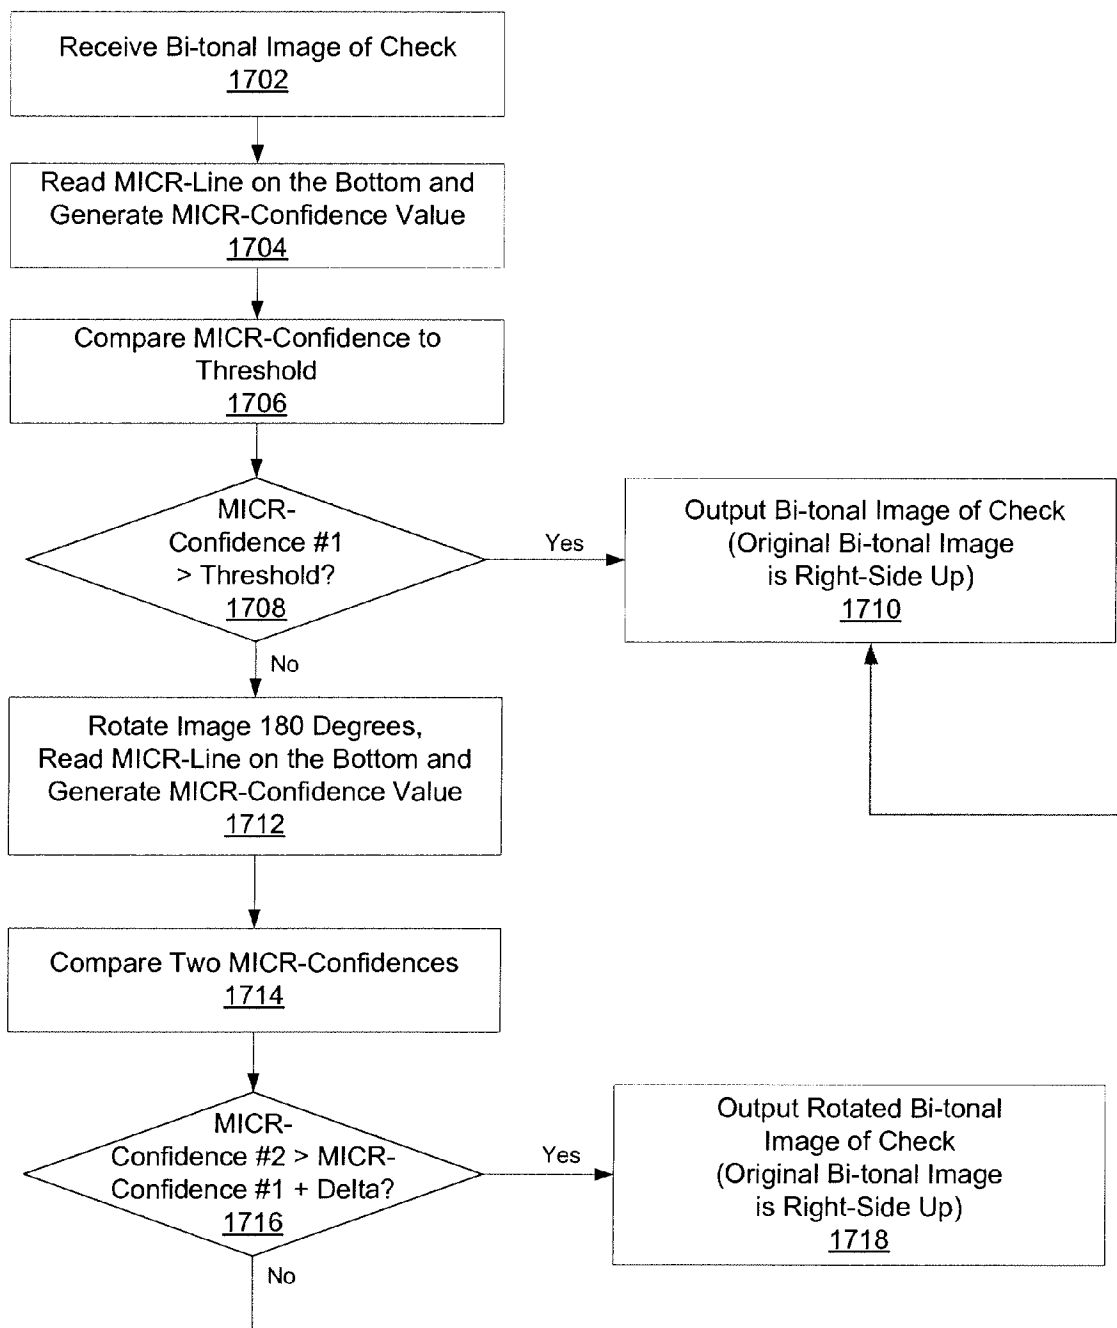 Receive Bi-tonal Image of Check
1702
Read MICR-Line on the Bottom and
Generate MICR-Confidence Value
1704
Compare MICR-Confidence to
Threshold
1706
MICR-
Confidence #1
> Threshold?
1708
Yes
Output Bi-tonal Image of Check
(Original Bi-tonal Image
is Right-Side Up)
1710
No
Rotate Image 180 Degrees,
Read MICR-Line on the Bottom and
Generate MICR-Confidence Value
1712
Compare Two MICR-Confidences
1714
MICR-
Confidence #2 > MICR-
Confidence #1 + Delta?
1716
Yes
Output Rotated Bi-tonal
Image of Check
(Original Bi-tonal Image
is Right-Side Up)
1718
No